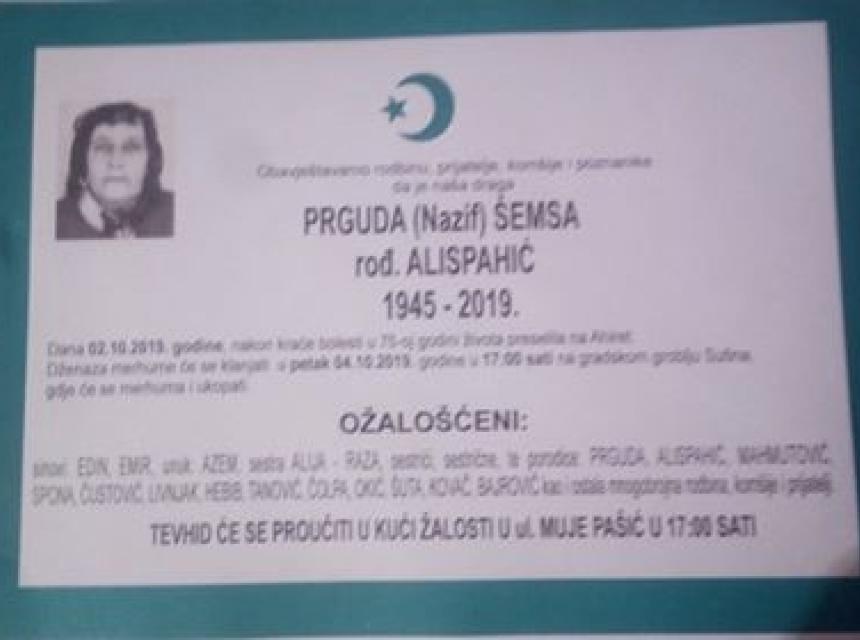 Obavještavamo rodbinu, prijatelje, komšije i poznanike
da je naša draga
PRGUDA (Nazif) ŠEMSA
rođ. ALISPAHIĆ
1945 - 2019.
Dana 02.10.2019. godine, nakon kraće bolesti u 75-oj godini života preselila na Ahiret.
Dženaza merhume će se klanjati u petak 04.10.2019. godine u 17:00 sati na gradskom groblju Sutina,
gdje će se merhuma i ukopati.
OŽALOŠĆENI:
sinovi: EDIN, EMIR, unuk: AZEM, sestra ALIJA - RAZA, sestrići, sestrične, te porodice: PRGUDA, ALISPAHIĆ, MAHMUTOVIĆ,
SPONA, ČUSTOVIĆ, LIVNJAK, HEBIB, TANOVIĆ, ČOLPA, OKIĆ, ŠUTA, KOVAČ, BAJROVIĆ kao i ostala mnogobrojna rodbina, komšije i prijatelji.
TEVHID ĆE SE PROUČITI U KUĆI ŽALOSTI U ul. MUJE PAŠIĆ U 17:00 SATI